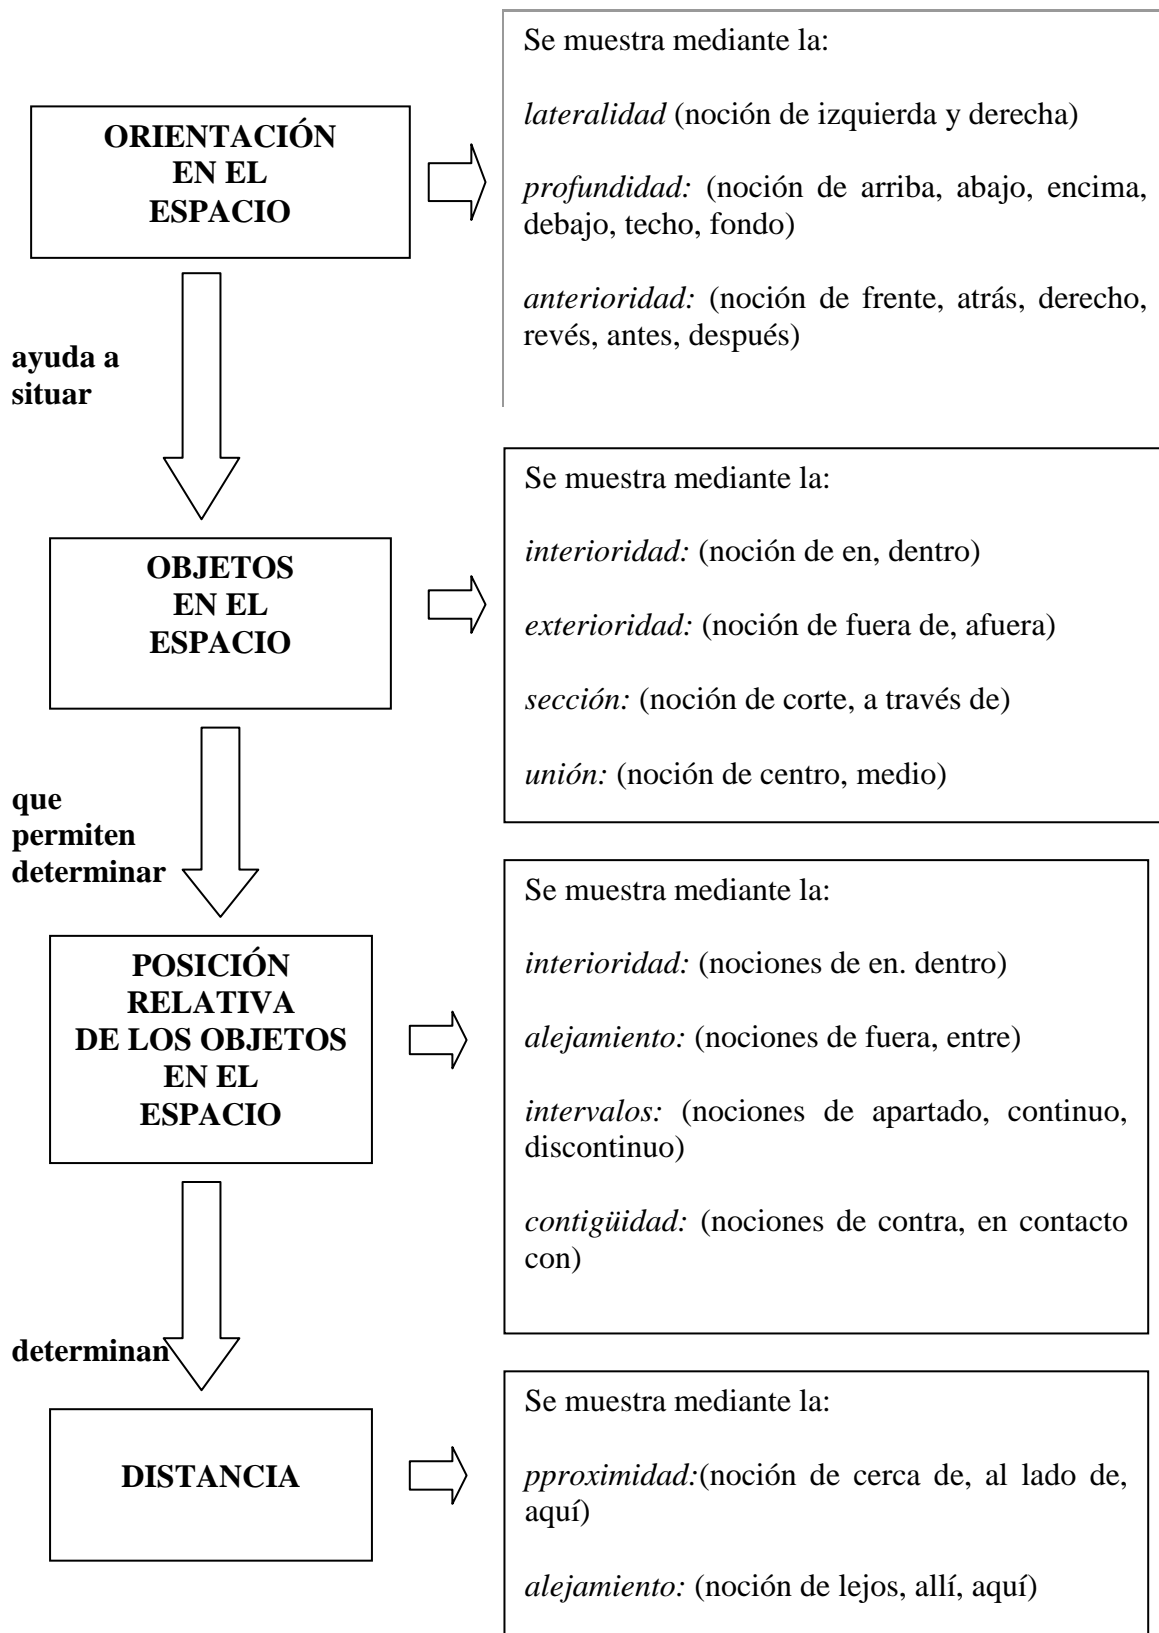 ORIENTACIÓN
EN EL
ESPACIO
Se muestra mediante la:
lateralidad (noción de izquierda y derecha)
profundidad: (noción de arriba, abajo, encima,
debajo, techo, fondo)
anterioridad: (noción de frente, atrás, derecho,
revés, antes, después)
ayuda a
situar
OBJETOS
EN EL
ESPACIO
Se muestra mediante la:
interioridad: (noción de en, dentro)
exterioridad: (noción de fuera de, afuera)
sección: (noción de corte, a través de)
unión: (noción de centro, medio)
que
permiten
determinar
POSICIÓN
RELATIVA
DE LOS OBJETOS
EN EL
ESPACIO
Se muestra mediante la:
interioridad: (nociones de en. dentro)
alejamiento: (nociones de fuera, entre)
intervalos: (nociones de apartado, continuo,
discontinuo)
contigüidad: (nociones de contra, en contacto
con)
determinan
DISTANCIA
Se muestra mediante la:
pproximidad:(noción de cerca de, al lado de,
aquí)
alejamiento: (noción de lejos, allí, aquí)